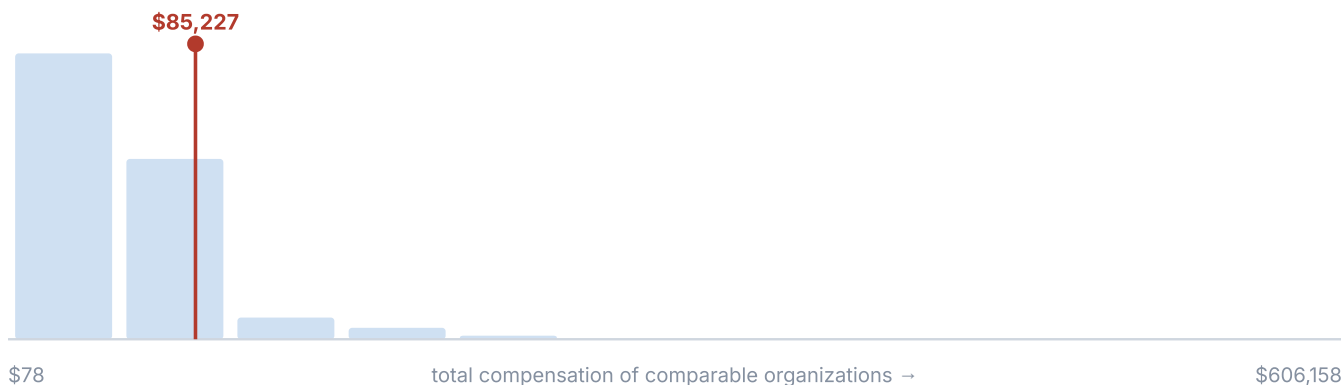 $85,227
$78
total compensation of comparable organizations →
$606,158